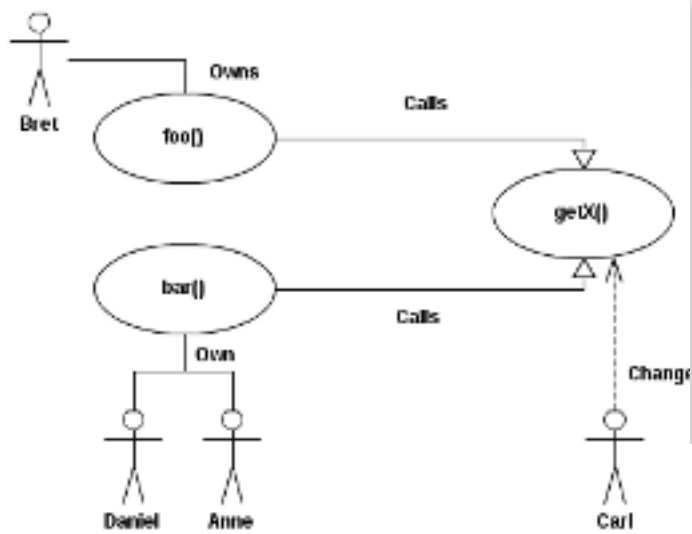 Owns
Calls
Bret
foo()
getX()
bar()
Calls
Own
Change
Daniel
Anne
Carl